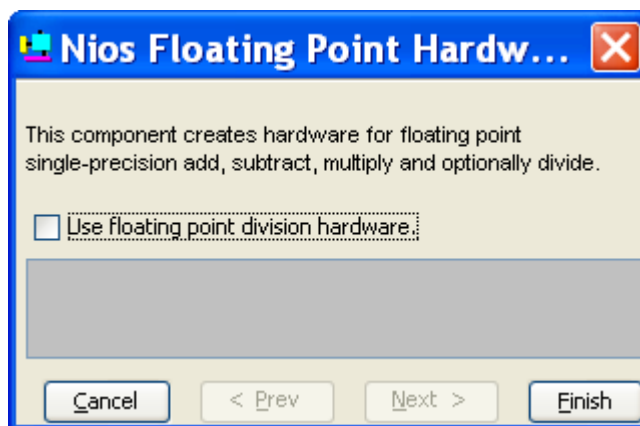 Nios Floating Point Hardw...
This component creates hardware for floating point
single-precision add, subtract, multiply and optionally divide.
Use floating point division hardware.
Cancel < Prev Next > Finish